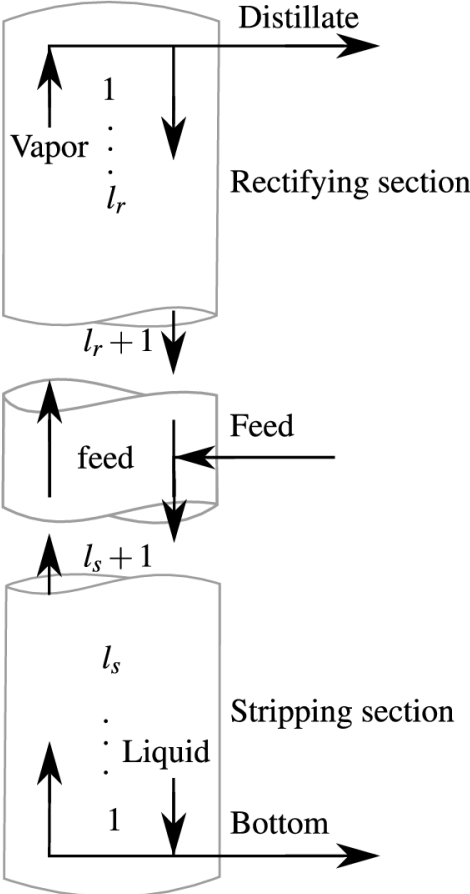 Distillate
1
.
.
.
Vapor
l_r
Rectifying section
l_r + 1
Feed
feed
l_s + 1
l_s
.
.
.
Stripping section
Liquid
1
Bottom